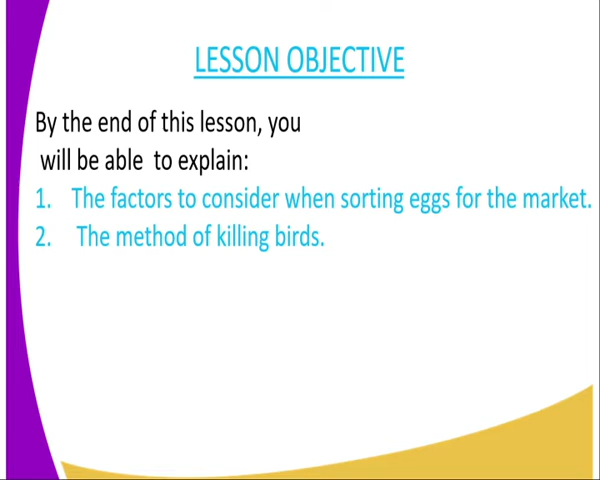 LESSON OBJECTIVE
By the end of this lesson, you
will be able to explain:
1. The factors to consider when sorting eggs for the market.
2. The method of killing birds.